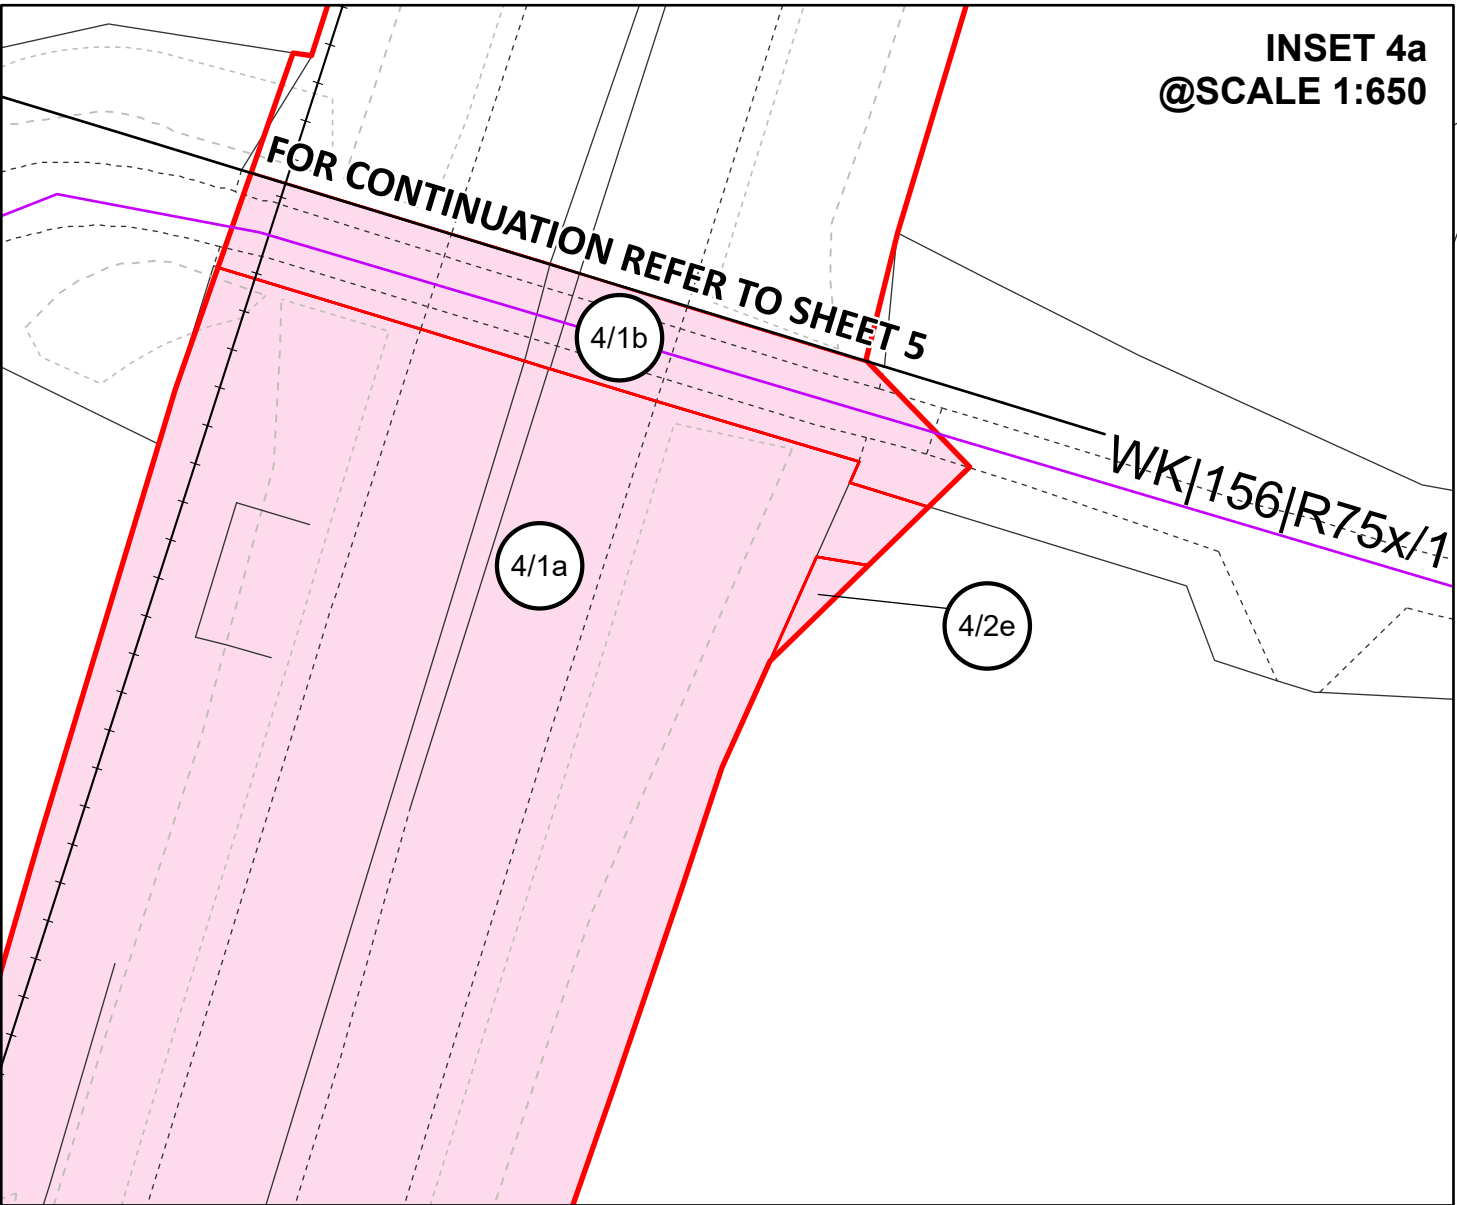 INSET 4a
@SCALE 1:650
FOR CONTINUATION REFER TO SHEET 5
4/1b
WK|156|R75x/1
4/1a
4/2e